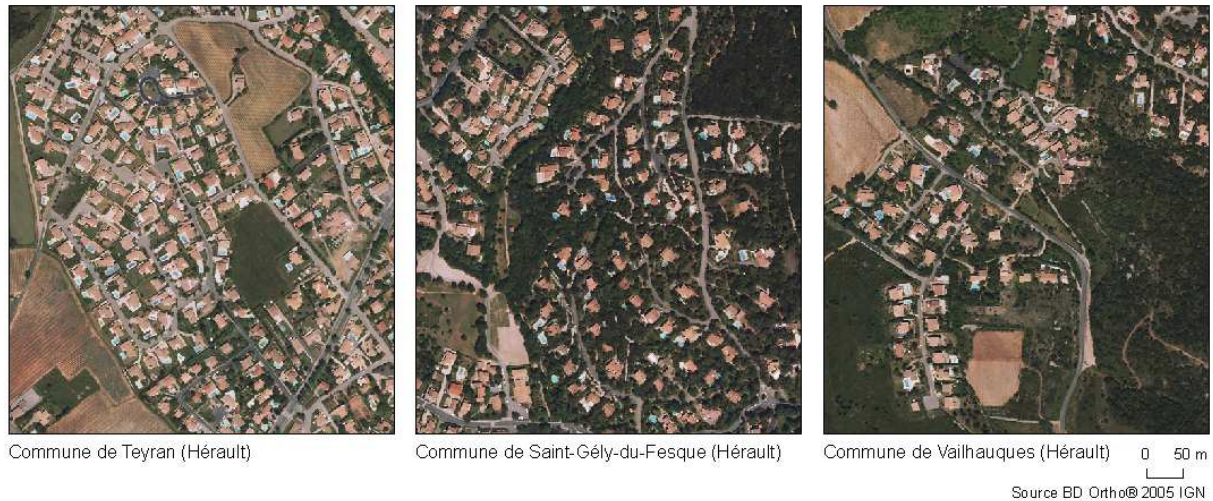 Commune de Teyran (Hérault)
Commune de Saint-Gély-du-Fesque (Hérault)
Commune de Vailhauques (Hérault)
0 50 m
Source BD Ortho® 2005 IGN